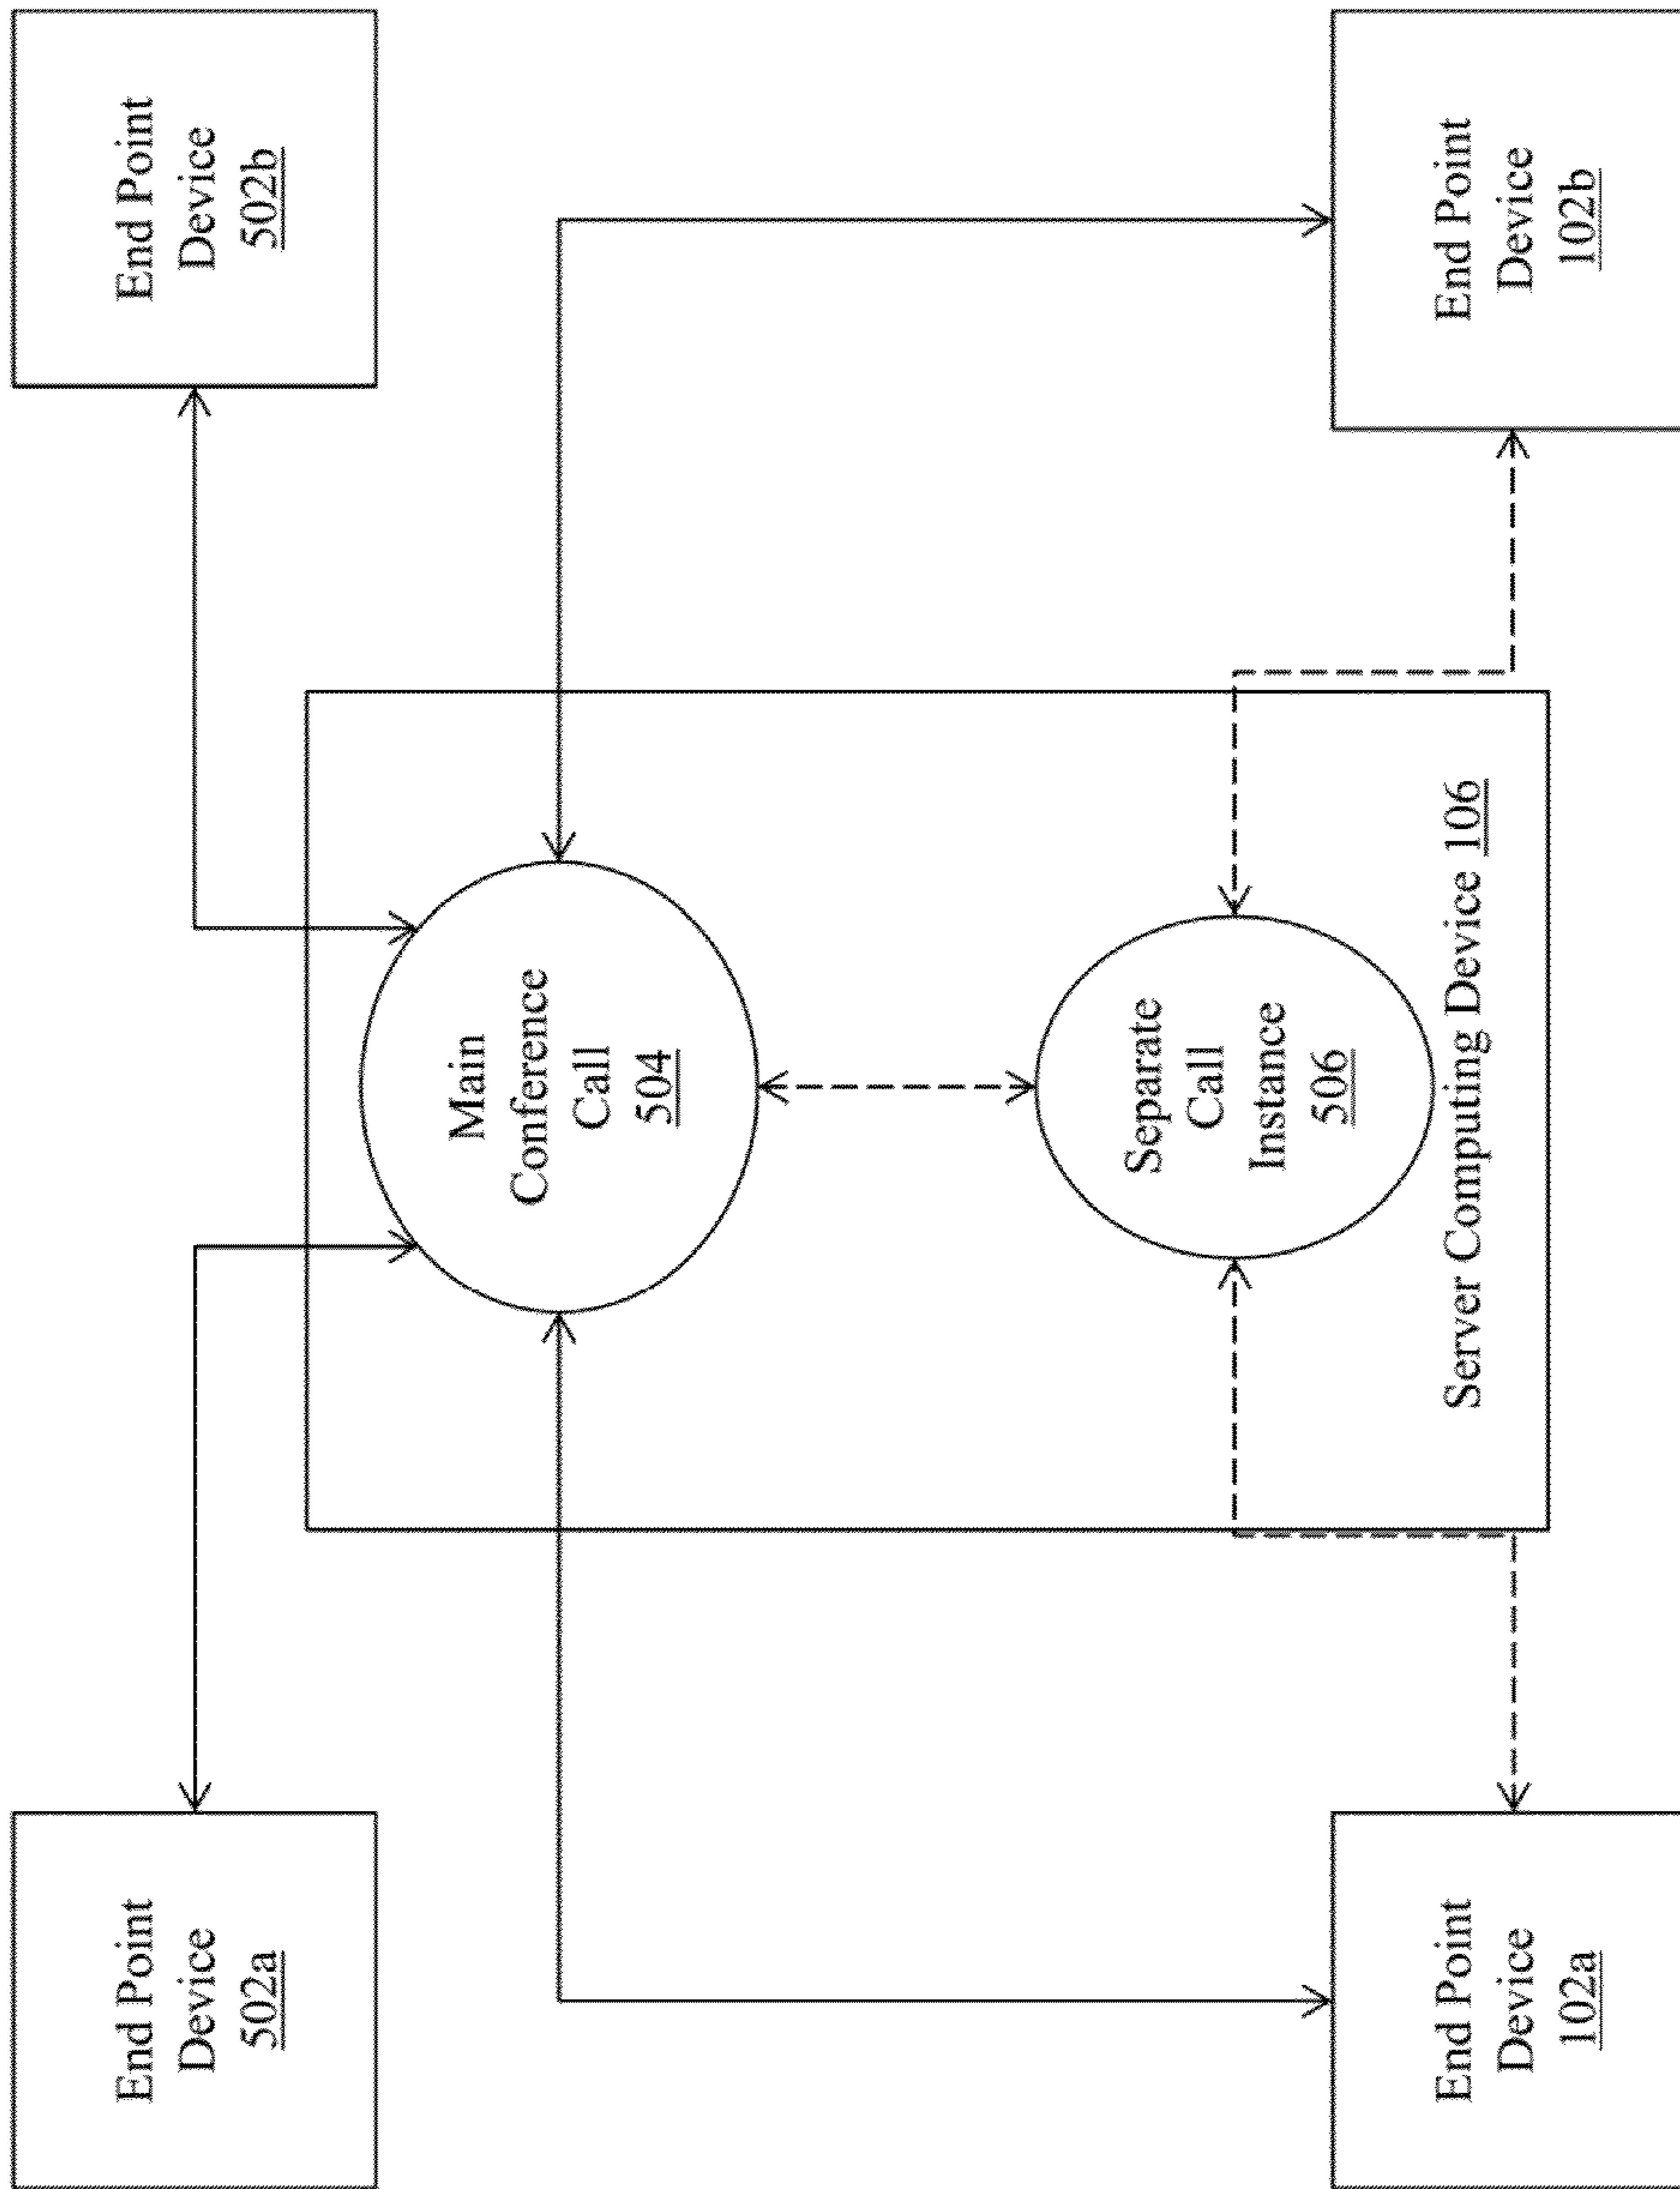 End Point
Device
502a
End Point
Device
502b
Main
Conference
Call
504
Separate
Call
Instance
506
Server Computing Device 106
End Point
Device
102a
End Point
Device
102b